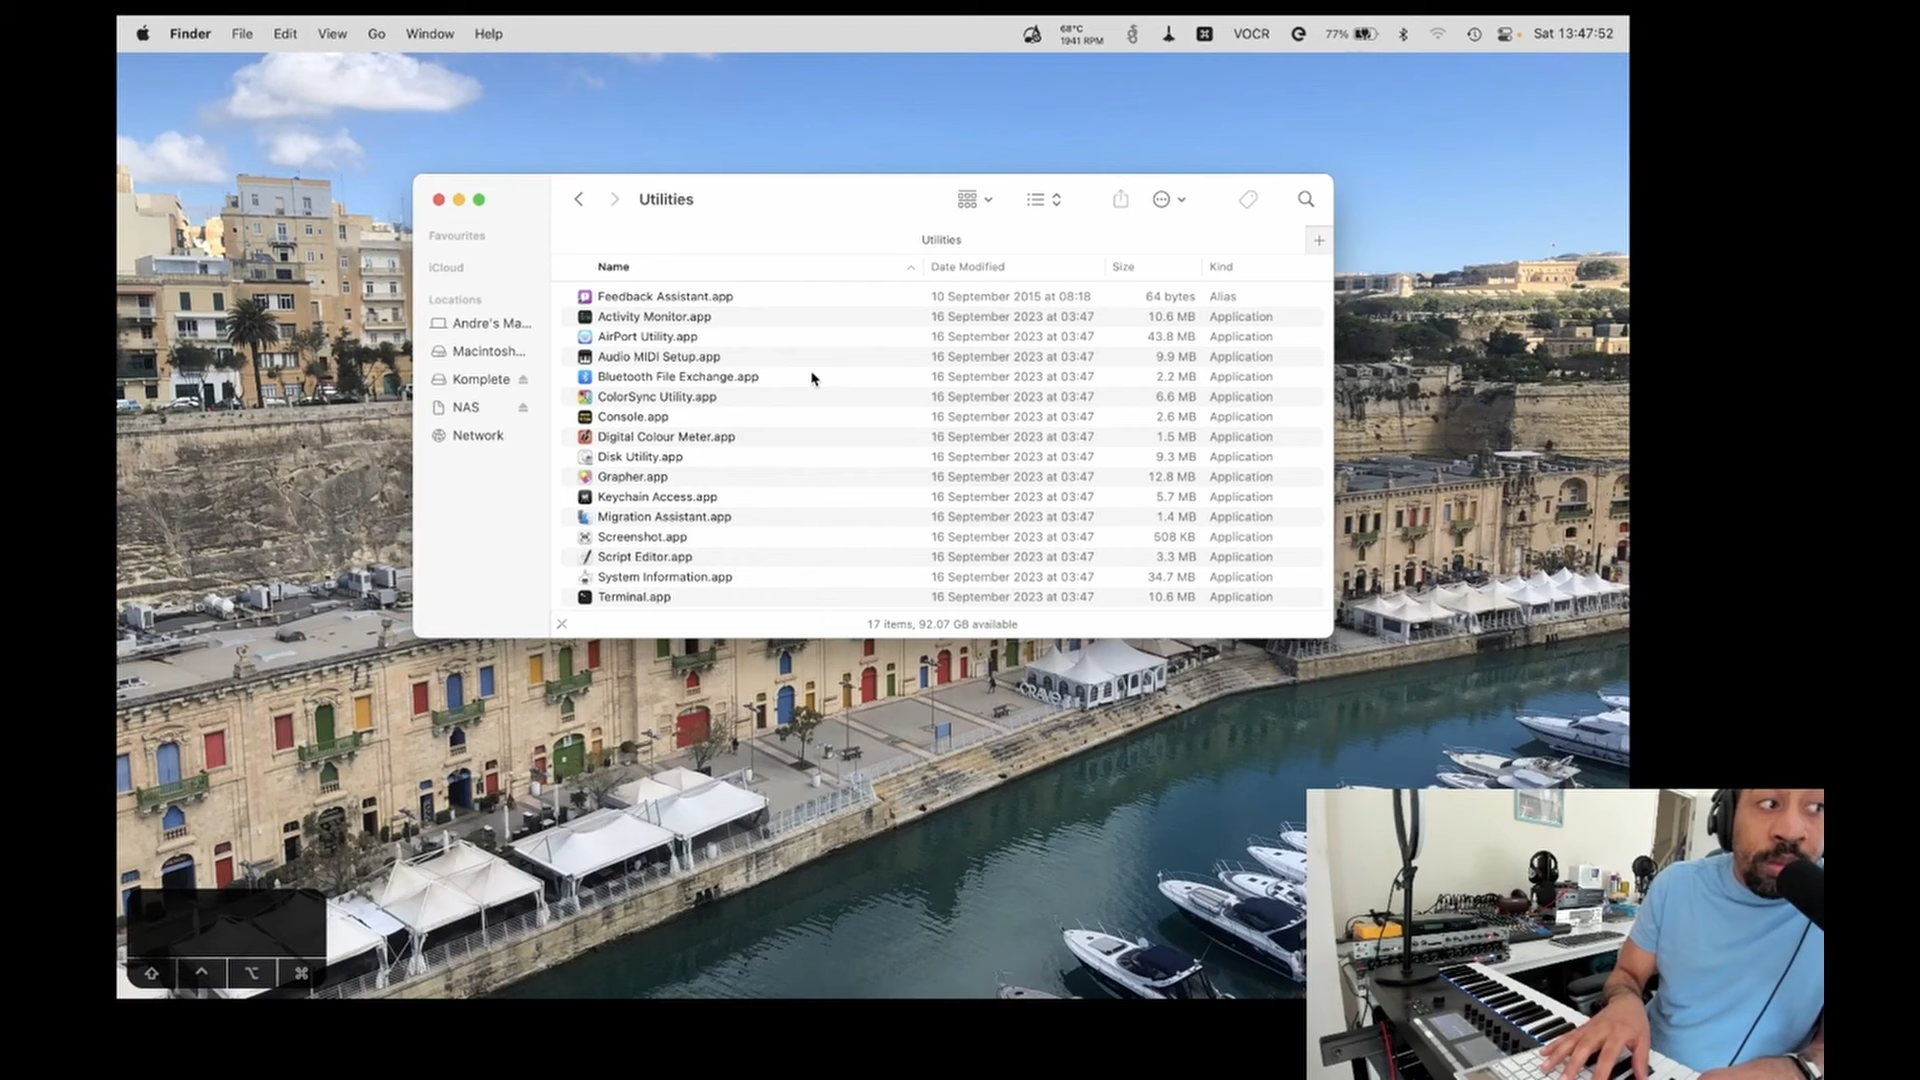 Finder File Edit View Go Window Help 68°C 1941 RPM VOCR 77% Sat 13:47:52
Utilities
Favourites
iCloud
Locations
Andre's Ma...
Macintosh...
Komplete
NAS
Network
Utilities
Name Date Modified Size Kind
Feedback Assistant.app 10 September 2015 at 08:18 64 bytes Alias
Activity Monitor.app 16 September 2023 at 03:47 10.6 MB Application
AirPort Utility.app 16 September 2023 at 03:47 43.8 MB Application
Audio MIDI Setup.app 16 September 2023 at 03:47 9.9 MB Application
Bluetooth File Exchange.app 16 September 2023 at 03:47 2.2 MB Application
ColorSync Utility.app 16 September 2023 at 03:47 6.6 MB Application
Console.app 16 September 2023 at 03:47 2.6 MB Application
Digital Colour Meter.app 16 September 2023 at 03:47 1.5 MB Application
Disk Utility.app 16 September 2023 at 03:47 9.3 MB Application
Grapher.app 16 September 2023 at 03:47 12.8 MB Application
Keychain Access.app 16 September 2023 at 03:47 5.7 MB Application
Migration Assistant.app 16 September 2023 at 03:47 1.4 MB Application
Screenshot.app 16 September 2023 at 03:47 508 KB Application
Script Editor.app 16 September 2023 at 03:47 3.3 MB Application
System Information.app 16 September 2023 at 03:47 34.7 MB Application
Terminal.app 16 September 2023 at 03:47 10.6 MB Application
17 items, 92.07 GB available
CRAVE